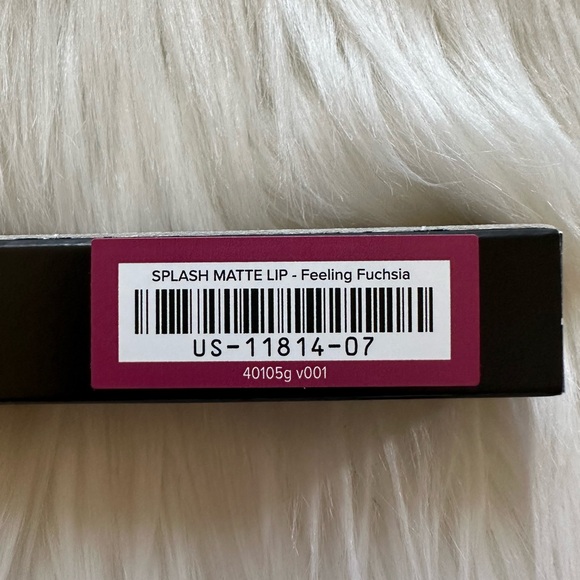 SPLASH MATTE LIP - Feeling Fuchsia
US-11814-07
40105g v001